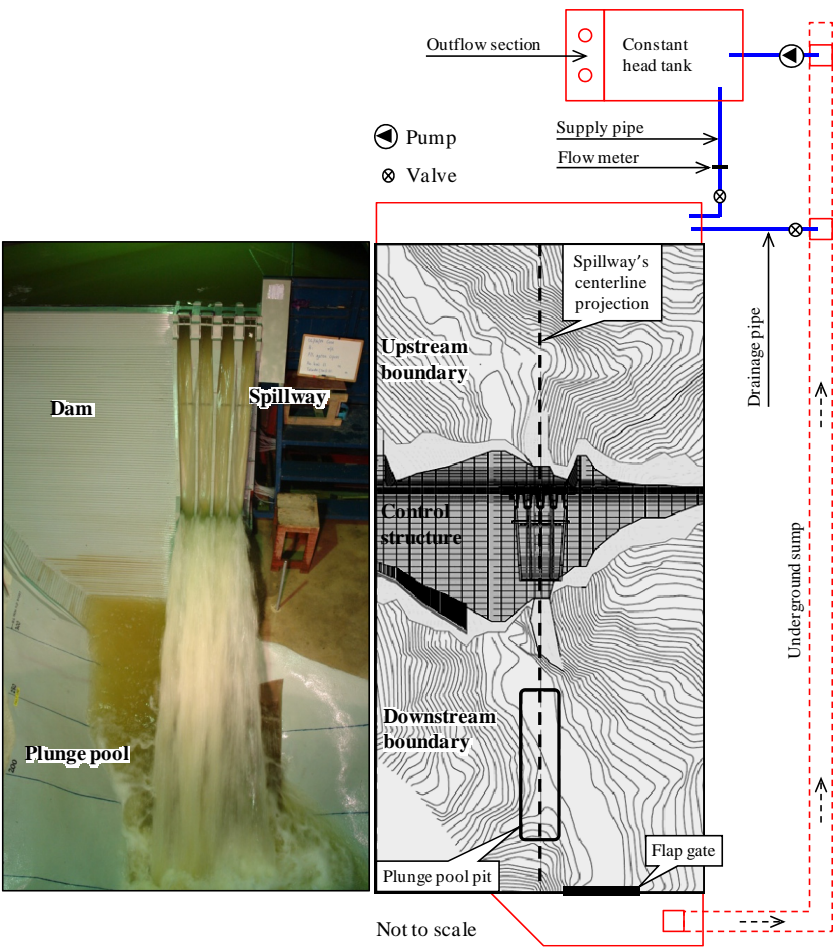 Outflow section
Constant
head tank
Pump
Supply pipe
Flow meter
Valve
Spillway's
centerline
projection
Drainage pipe
Upstream
boundary
Dam
Spillway
Control
structure
Underground sump
Downstream
boundary
Plunge pool
200
Flap gate
Plunge pool pit
Not to scale